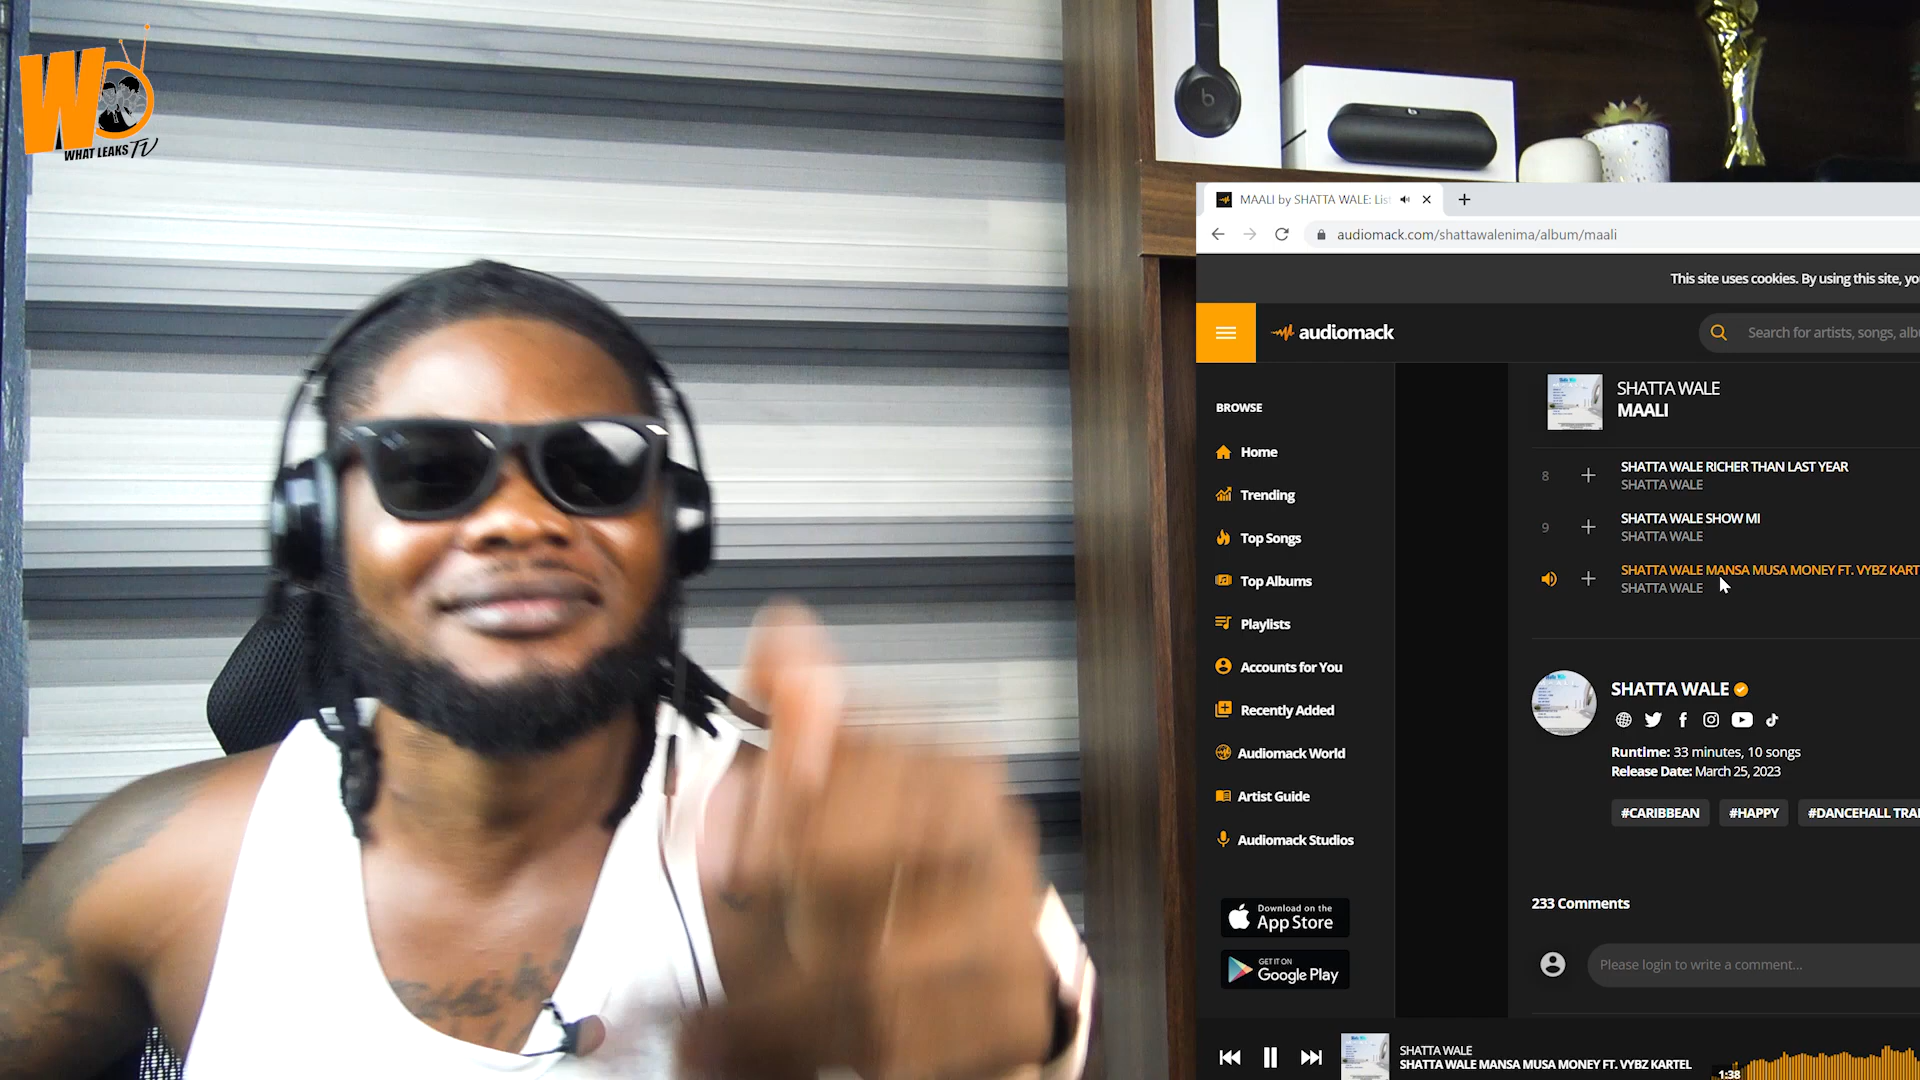 WHAT LEAKS TV
MAALI by SHATTA WALE: Lis
audiomack.com/shattawalenima/album/maali
This site uses cookies. By using this site, yo
audiomack
Search for artists, songs, alb
BROWSE
Home
Trending
Top Songs
Top Albums
Playlists
Accounts for You
Recently Added
Audiomack World
Artist Guide
Audiomack Studios
Download on the
App Store
GET IT ON
Google Play
SHATTA WALE
MAALI
8
SHATTA WALE RICHER THAN LAST YEAR
SHATTA WALE
9
SHATTA WALE SHOW MI
SHATTA WALE
SHATTA WALE MANSA MUSA MONEY FT. VYBZ KART
SHATTA WALE
SHATTA WALE
Runtime: 33 minutes, 10 songs
Release Date: March 25, 2023
#CARIBBEAN #HAPPY #DANCEHALL TRA
233 Comments
Please login to write a comment...
SHATTA WALE
SHATTA WALE MANSA MUSA MONEY FT. VYBZ KARTEL
1:38